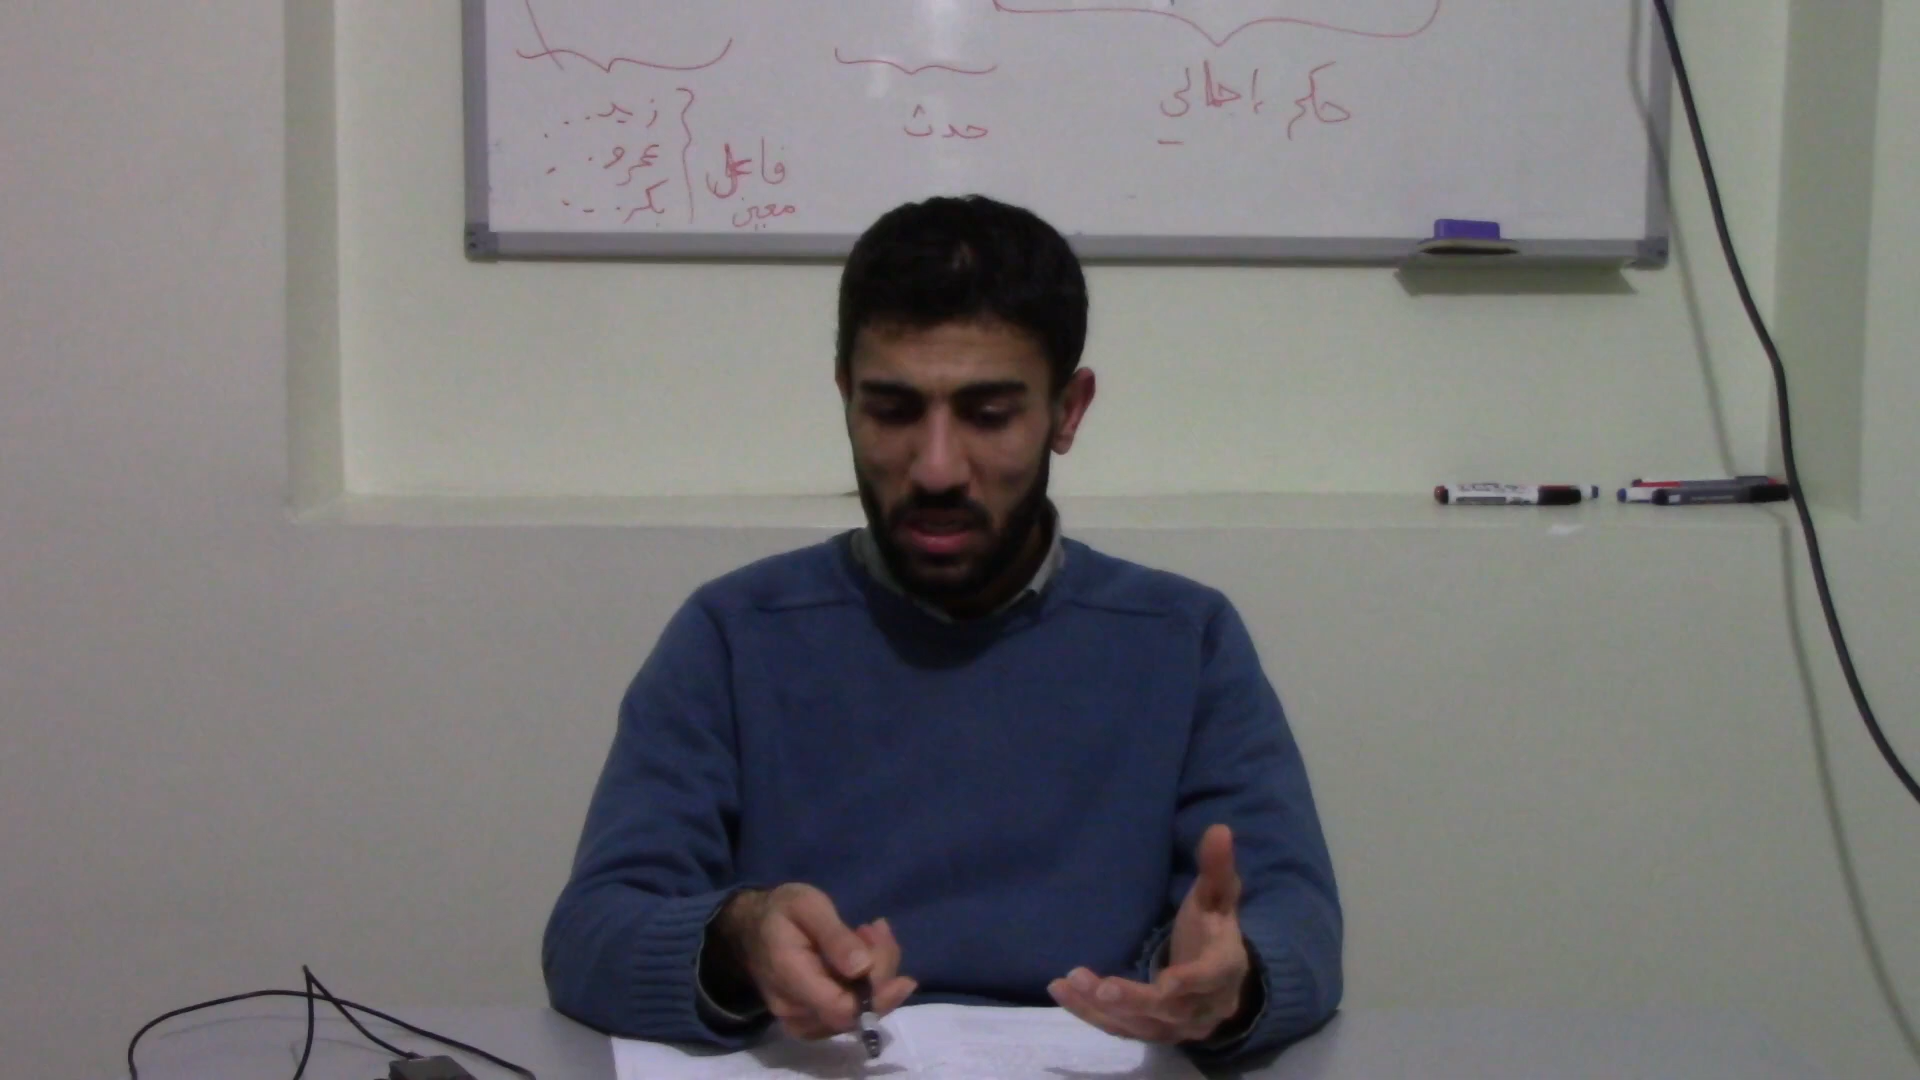 حكم إجمالي
حدث
فاعل
معين
زيد...
عمرو...
بكر...